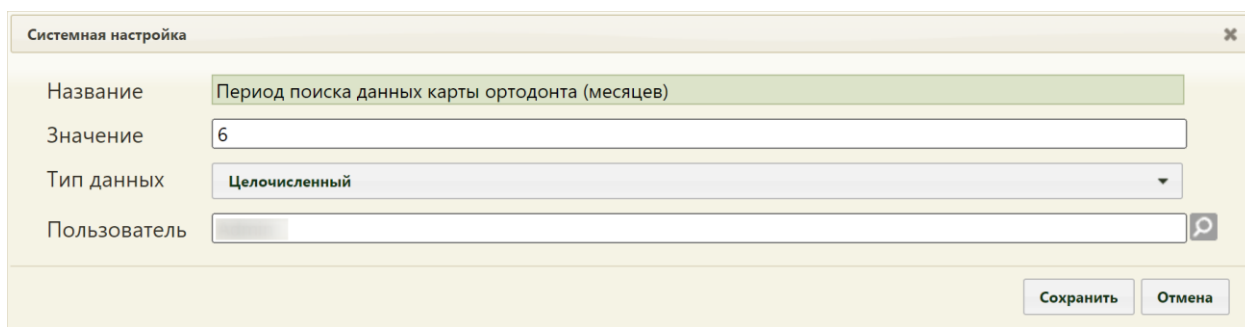 Системная настройка
Название Период поиска данных карты ортодонта (месяцев)
Значение 6
Тип данных Целочисленный
Пользователь
Сохранить Отмена